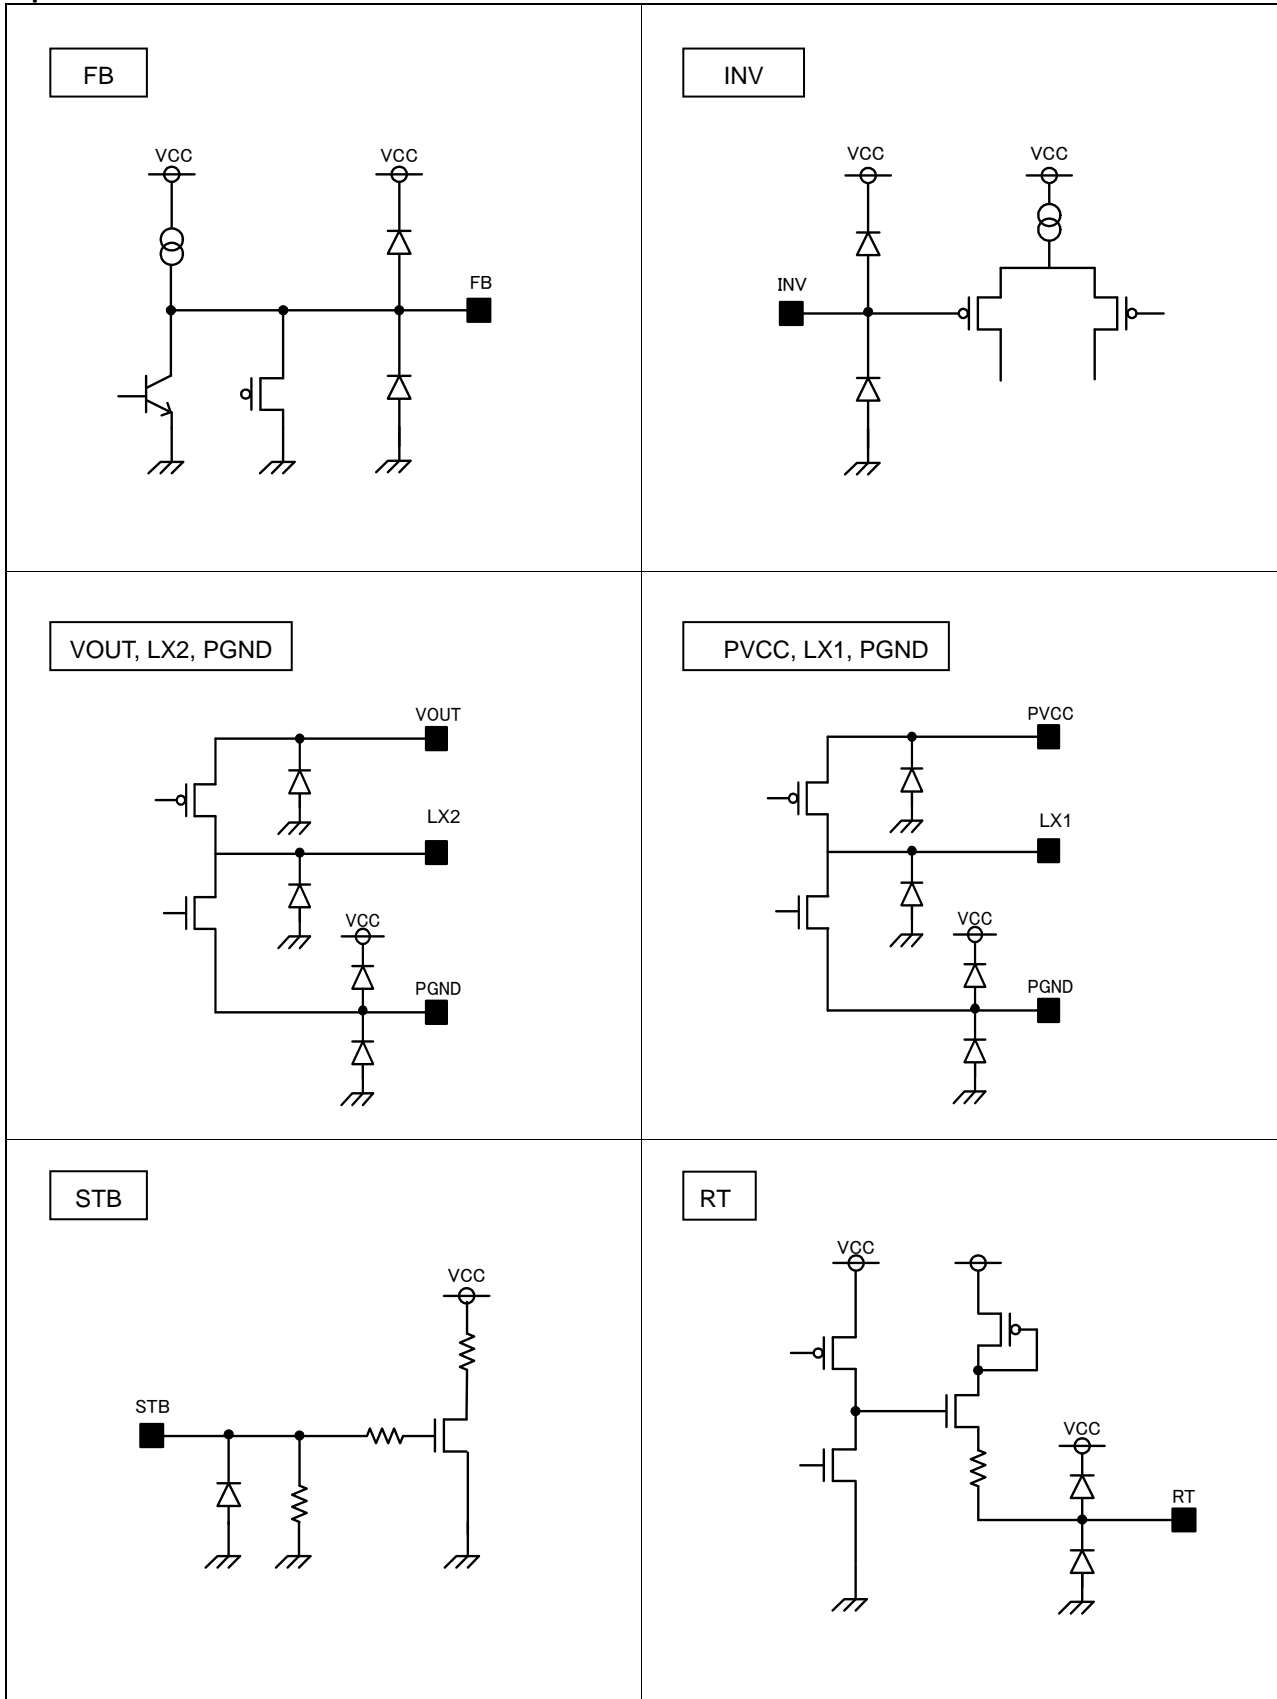 FB
VCC
VCC
FB
INV
VCC
VCC
INV
VOUT, LX2, PGND
VOUT
LX2
VCC
PGND
PVCC, LX1, PGND
PVCC
LX1
VCC
PGND
STB
VCC
STB
RT
VCC
VCC
RT